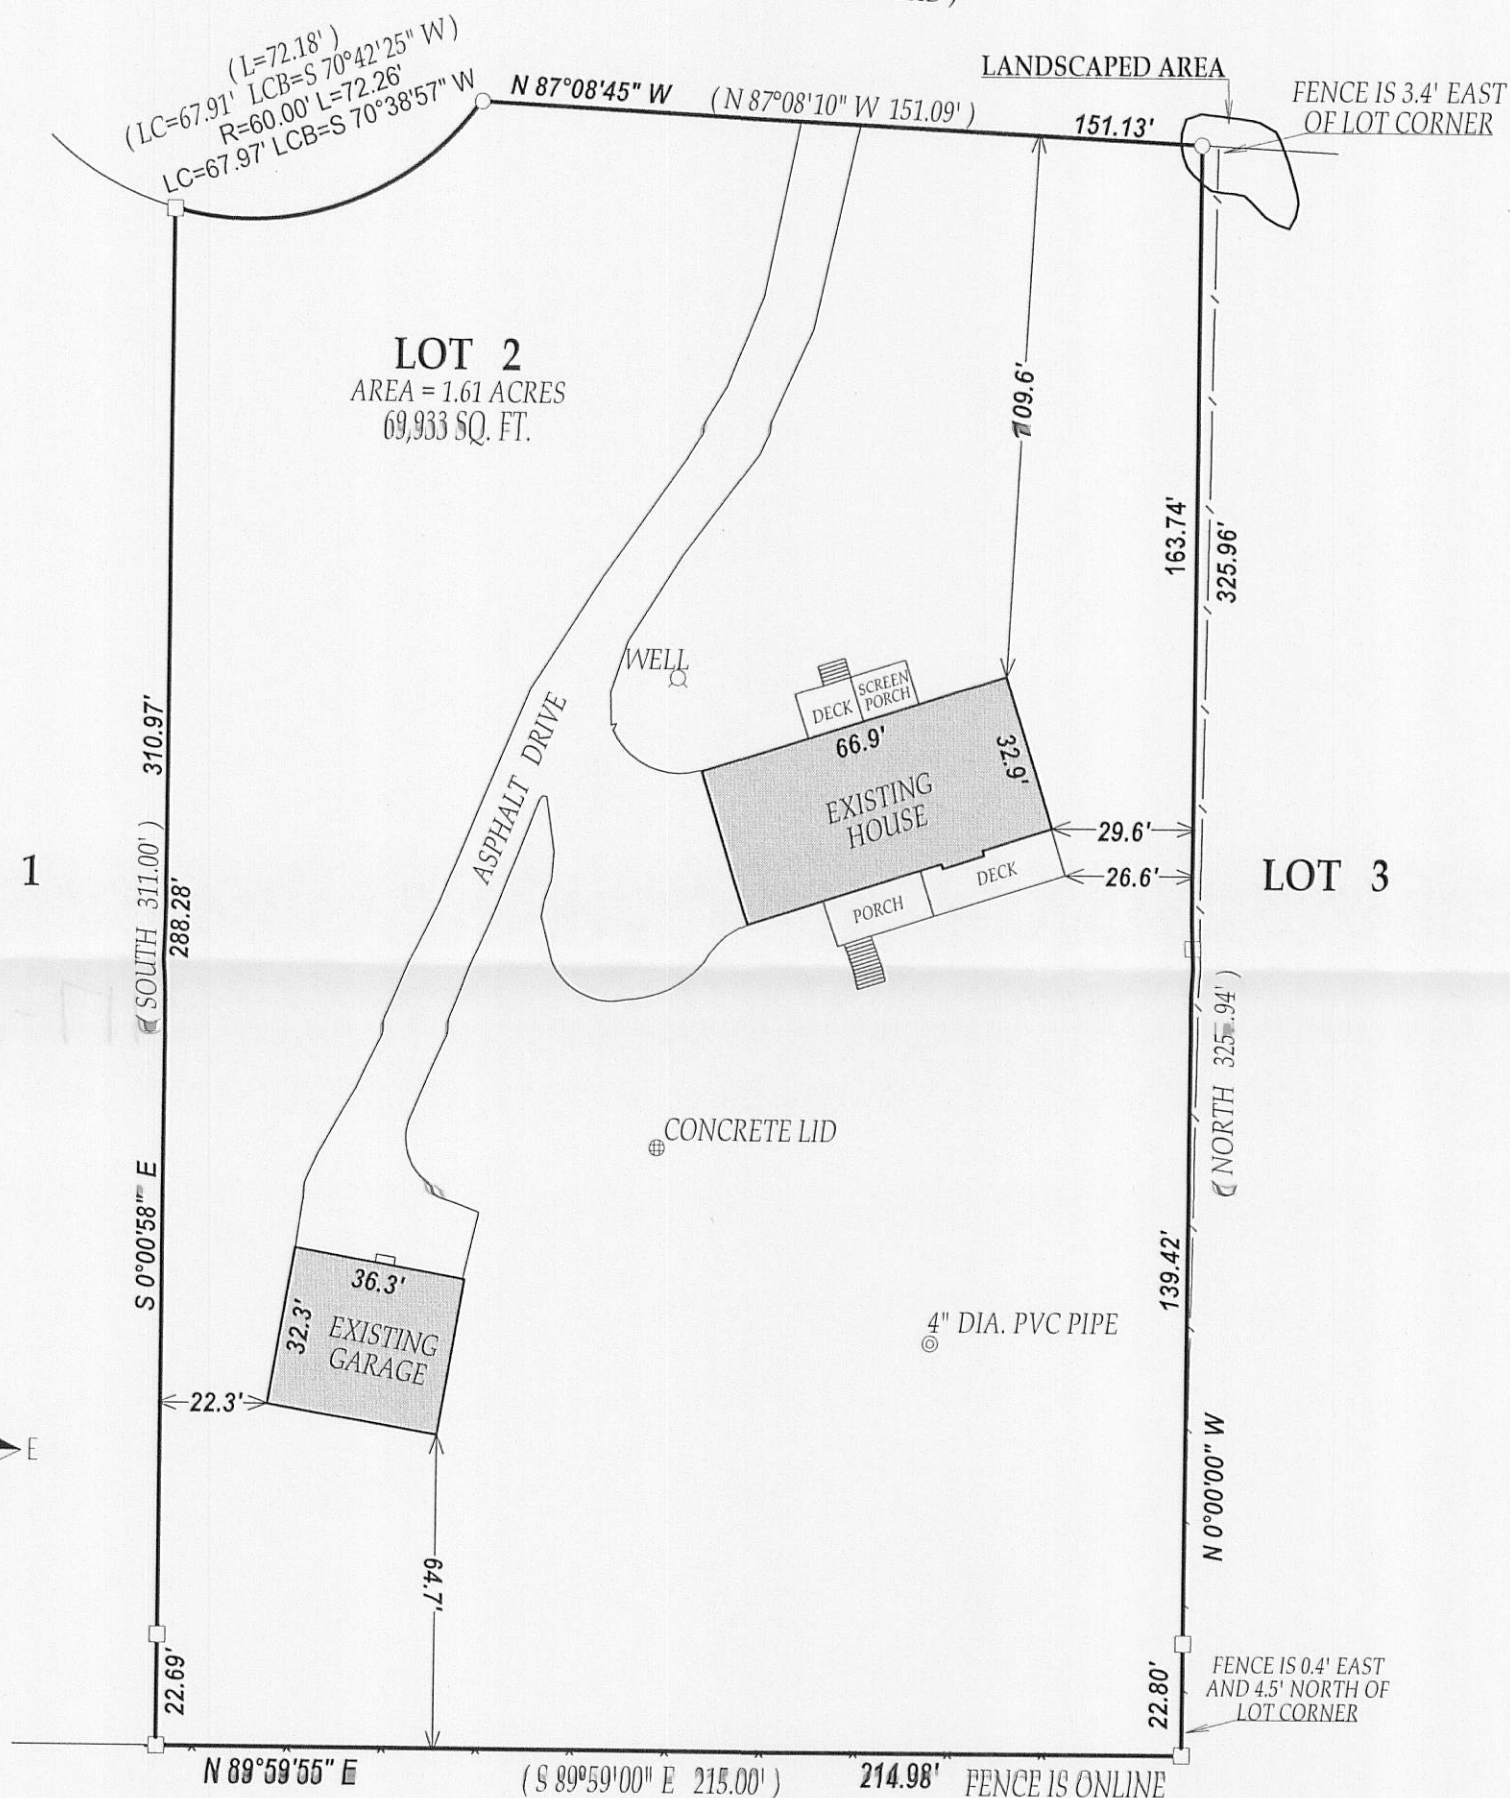 LANDSCAPED AREA
FENCE IS 3.4' EAST
OF LOT CORNER
( L=72.18' )
( LC=67.91' LCB=S 70°42'25" W )
R=60.00' L=72.26'
LC=67.97' LCB=S 70°38'57" W
N 87°08'45" W
( N 87°08'10" W 151.09' )
151.13'
LOT 2
AREA = 1.61 ACRES
69,933 SQ. FT.
109.6'
163.74'
325.96'
WELL
DECK
SCREEN
PORCH
66.9'
32.9'
EXISTING
HOUSE
29.6'
26.6'
DECK
PORCH
ASPHALT DRIVE
310.97'
( SOUTH 311.00' )
288.28'
1
LOT 3
( NORTH 325.94' )
CONCRETE LID
S 0°00'58" E
139.42'
36.3'
32.3'
EXISTING
GARAGE
4" DIA. PVC PIPE
22.3'
E
N 0°00'00" W
64.7'
22.69'
22.80'
FENCE IS 0.4' EAST
AND 4.5' NORTH OF
LOT CORNER
N 89°59'55" E
( S 89°59'00" E 215.00' )
214.98'
FENCE IS ONLINE